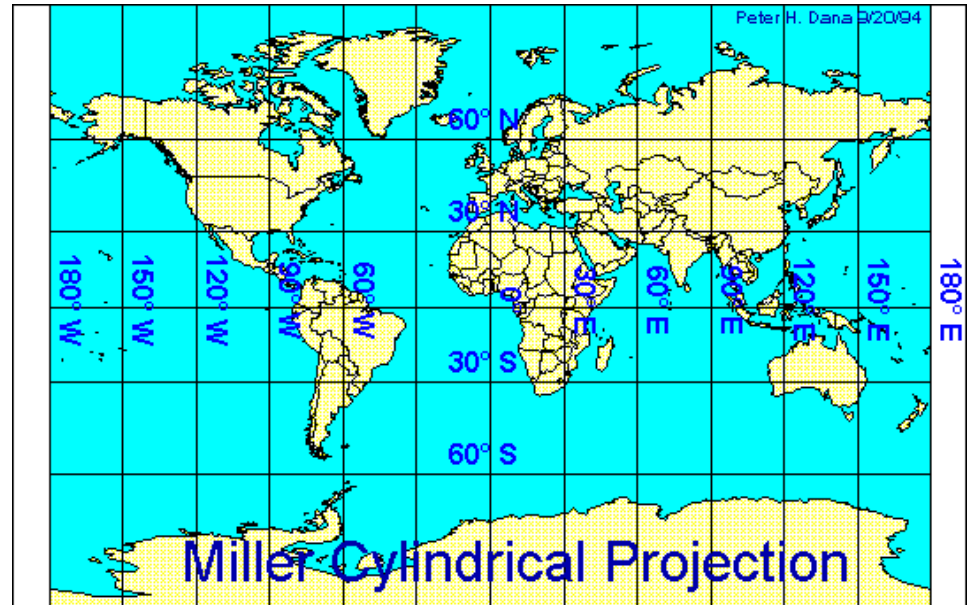 Peter H. Dana 9/20/94
60° N
30° N
180° W
150° W
120° W
90° W
60° W
0°
30° E
60° E
90° E
120° E
150° E
180° E
30° S
60° S
Miller Cylindrical Projection